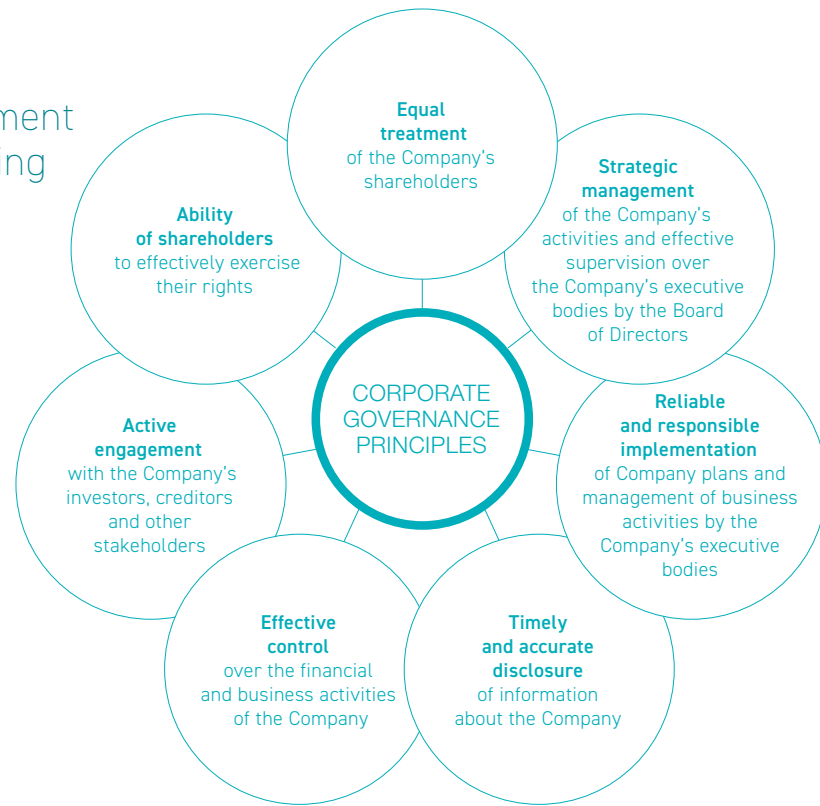 ment
ing
Equal
treatment
of the Company's
shareholders
Strategic
management
of the Company's
activities and effective
supervision over
the Company's executive
bodies by the Board
of Directors
Reliable
and responsible
implementation
of Company plans and
management of business
activities by the
Company's executive
bodies
Timely
and accurate
disclosure
of information
about the Company
Effective
control
over the financial
and business activities
of the Company
Active
engagement
with the Company's
investors, creditors
and other
stakeholders
Ability
of shareholders
to effectively exercise
their rights
CORPORATE
GOVERNANCE
PRINCIPLES